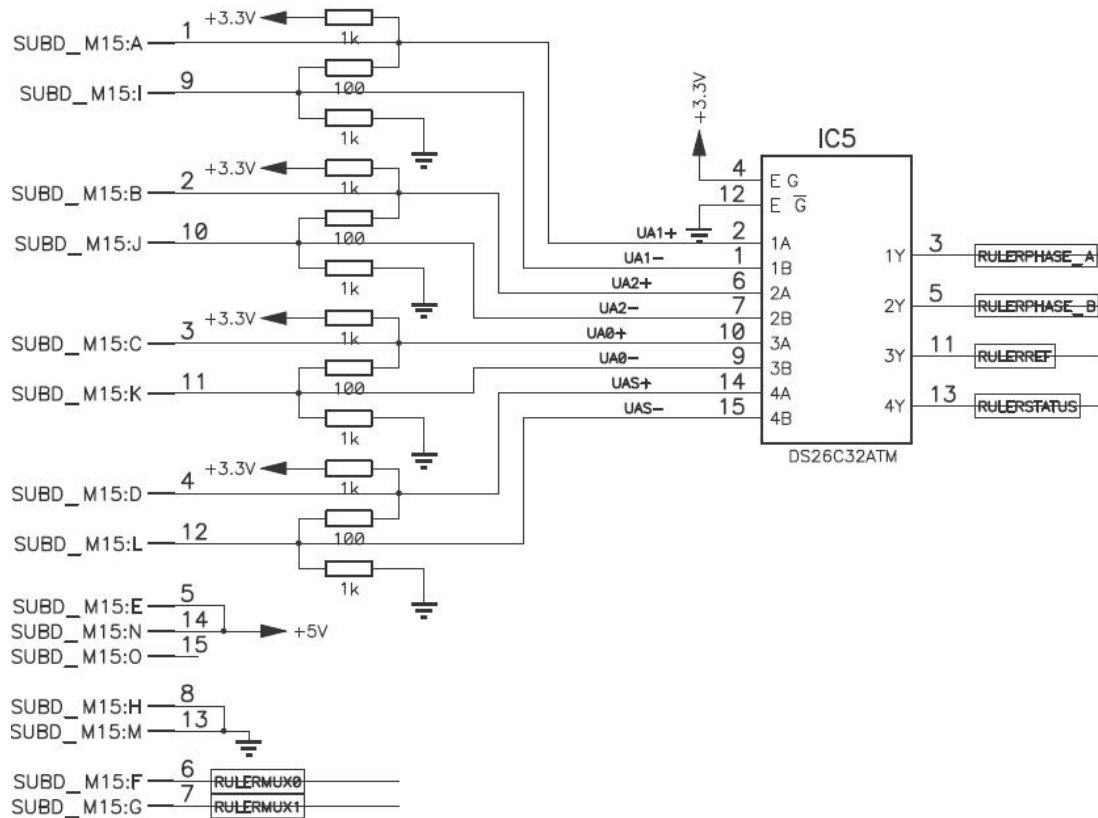 +3.3V
1k
SUBD_M15:A 1
100
SUBD_M15:I 9
1k
+3.3V
1k
SUBD_M15:B 2
100
SUBD_M15:J 10
1k
+3.3V
1k
SUBD_M15:C 3
100
SUBD_M15:K 11
1k
+3.3V
1k
SUBD_M15:D 4
100
SUBD_M15:L 12
1k
SUBD_M15:E 5
SUBD_M15:N 14 +5V
SUBD_M15:O 15
SUBD_M15:H 8
SUBD_M15:M 13
SUBD_M15:F 6 RULERMUX0
SUBD_M15:G 7 RULERMUX1
+3.3V
IC5
4 E G
12 E G̅
UA1+ 2 1A
UA1- 1 1B
UA2+ 6 2A
UA2- 7 2B
UA0+ 10 3A
UA0- 9 3B
UAS+ 14 4A
UAS- 15 4B
1Y 3 RULERPHASE_A
2Y 5 RULERPHASE_B
3Y 11 RULERREF
4Y 13 RULERSTATUS
DS26C32ATM